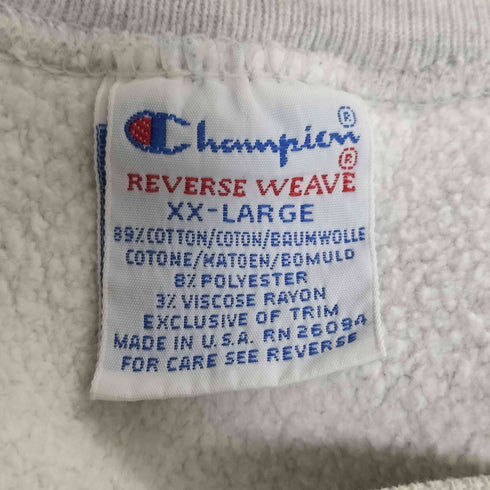 Champion ®
REVERSE WEAVE ®
XX-LARGE
89% COTTON/COTON/BAUMWOLLE
COTONE/KATOEN/BOMULD
8% POLYESTER
3% VISCOSE RAYON
EXCLUSIVE OF TRIM
MADE IN U.S.A. RN 26094
FOR CARE SEE REVERSE